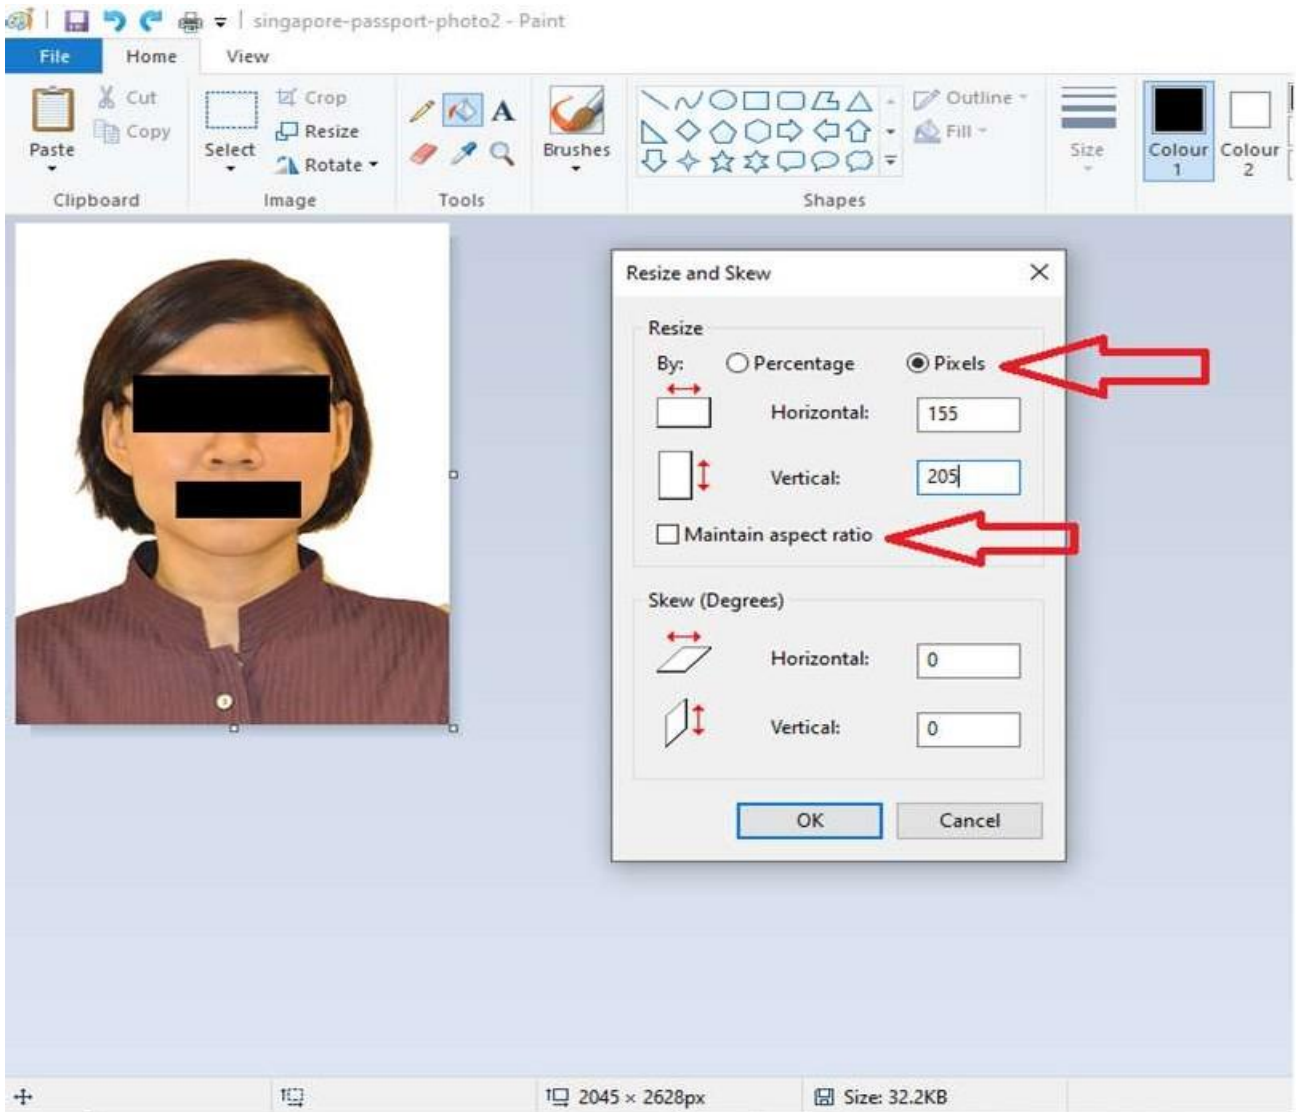 singapore-passport-photo2 - Paint
File Home View
Cut Crop Outline
Copy Resize Fill
Paste Select Rotate Brushes Size Colour 1 Colour 2
A
Clipboard Image Tools Shapes
Resize and Skew
Resize
By: Percentage Pixels
Horizontal: 155
Vertical: 205
Maintain aspect ratio
Skew (Degrees)
Horizontal: 0
Vertical: 0
OK Cancel
2045 × 2628px Size: 32.2KB